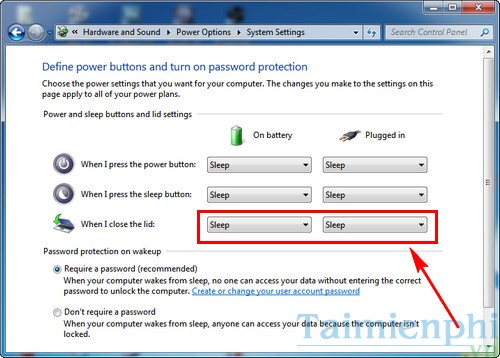 Hardware and Sound ▸ Power Options ▸ System Settings
Search Control Panel
Define power buttons and turn on password protection
Choose the power settings that you want for your computer. The changes you make to the settings on this
page apply to all of your power plans.
Power and sleep buttons and lid settings
On battery Plugged in
When I press the power button: Sleep Sleep
When I press the sleep button: Sleep Sleep
When I close the lid: Sleep Sleep
Password protection on wakeup
Require a password (recommended)
When your computer wakes from sleep, no one can access your data without entering the correct
password to unlock the computer. Create or change your user account password
Don't require a password
When your computer wakes from sleep, anyone can access your data because the computer isn't
locked.
Taimienphi